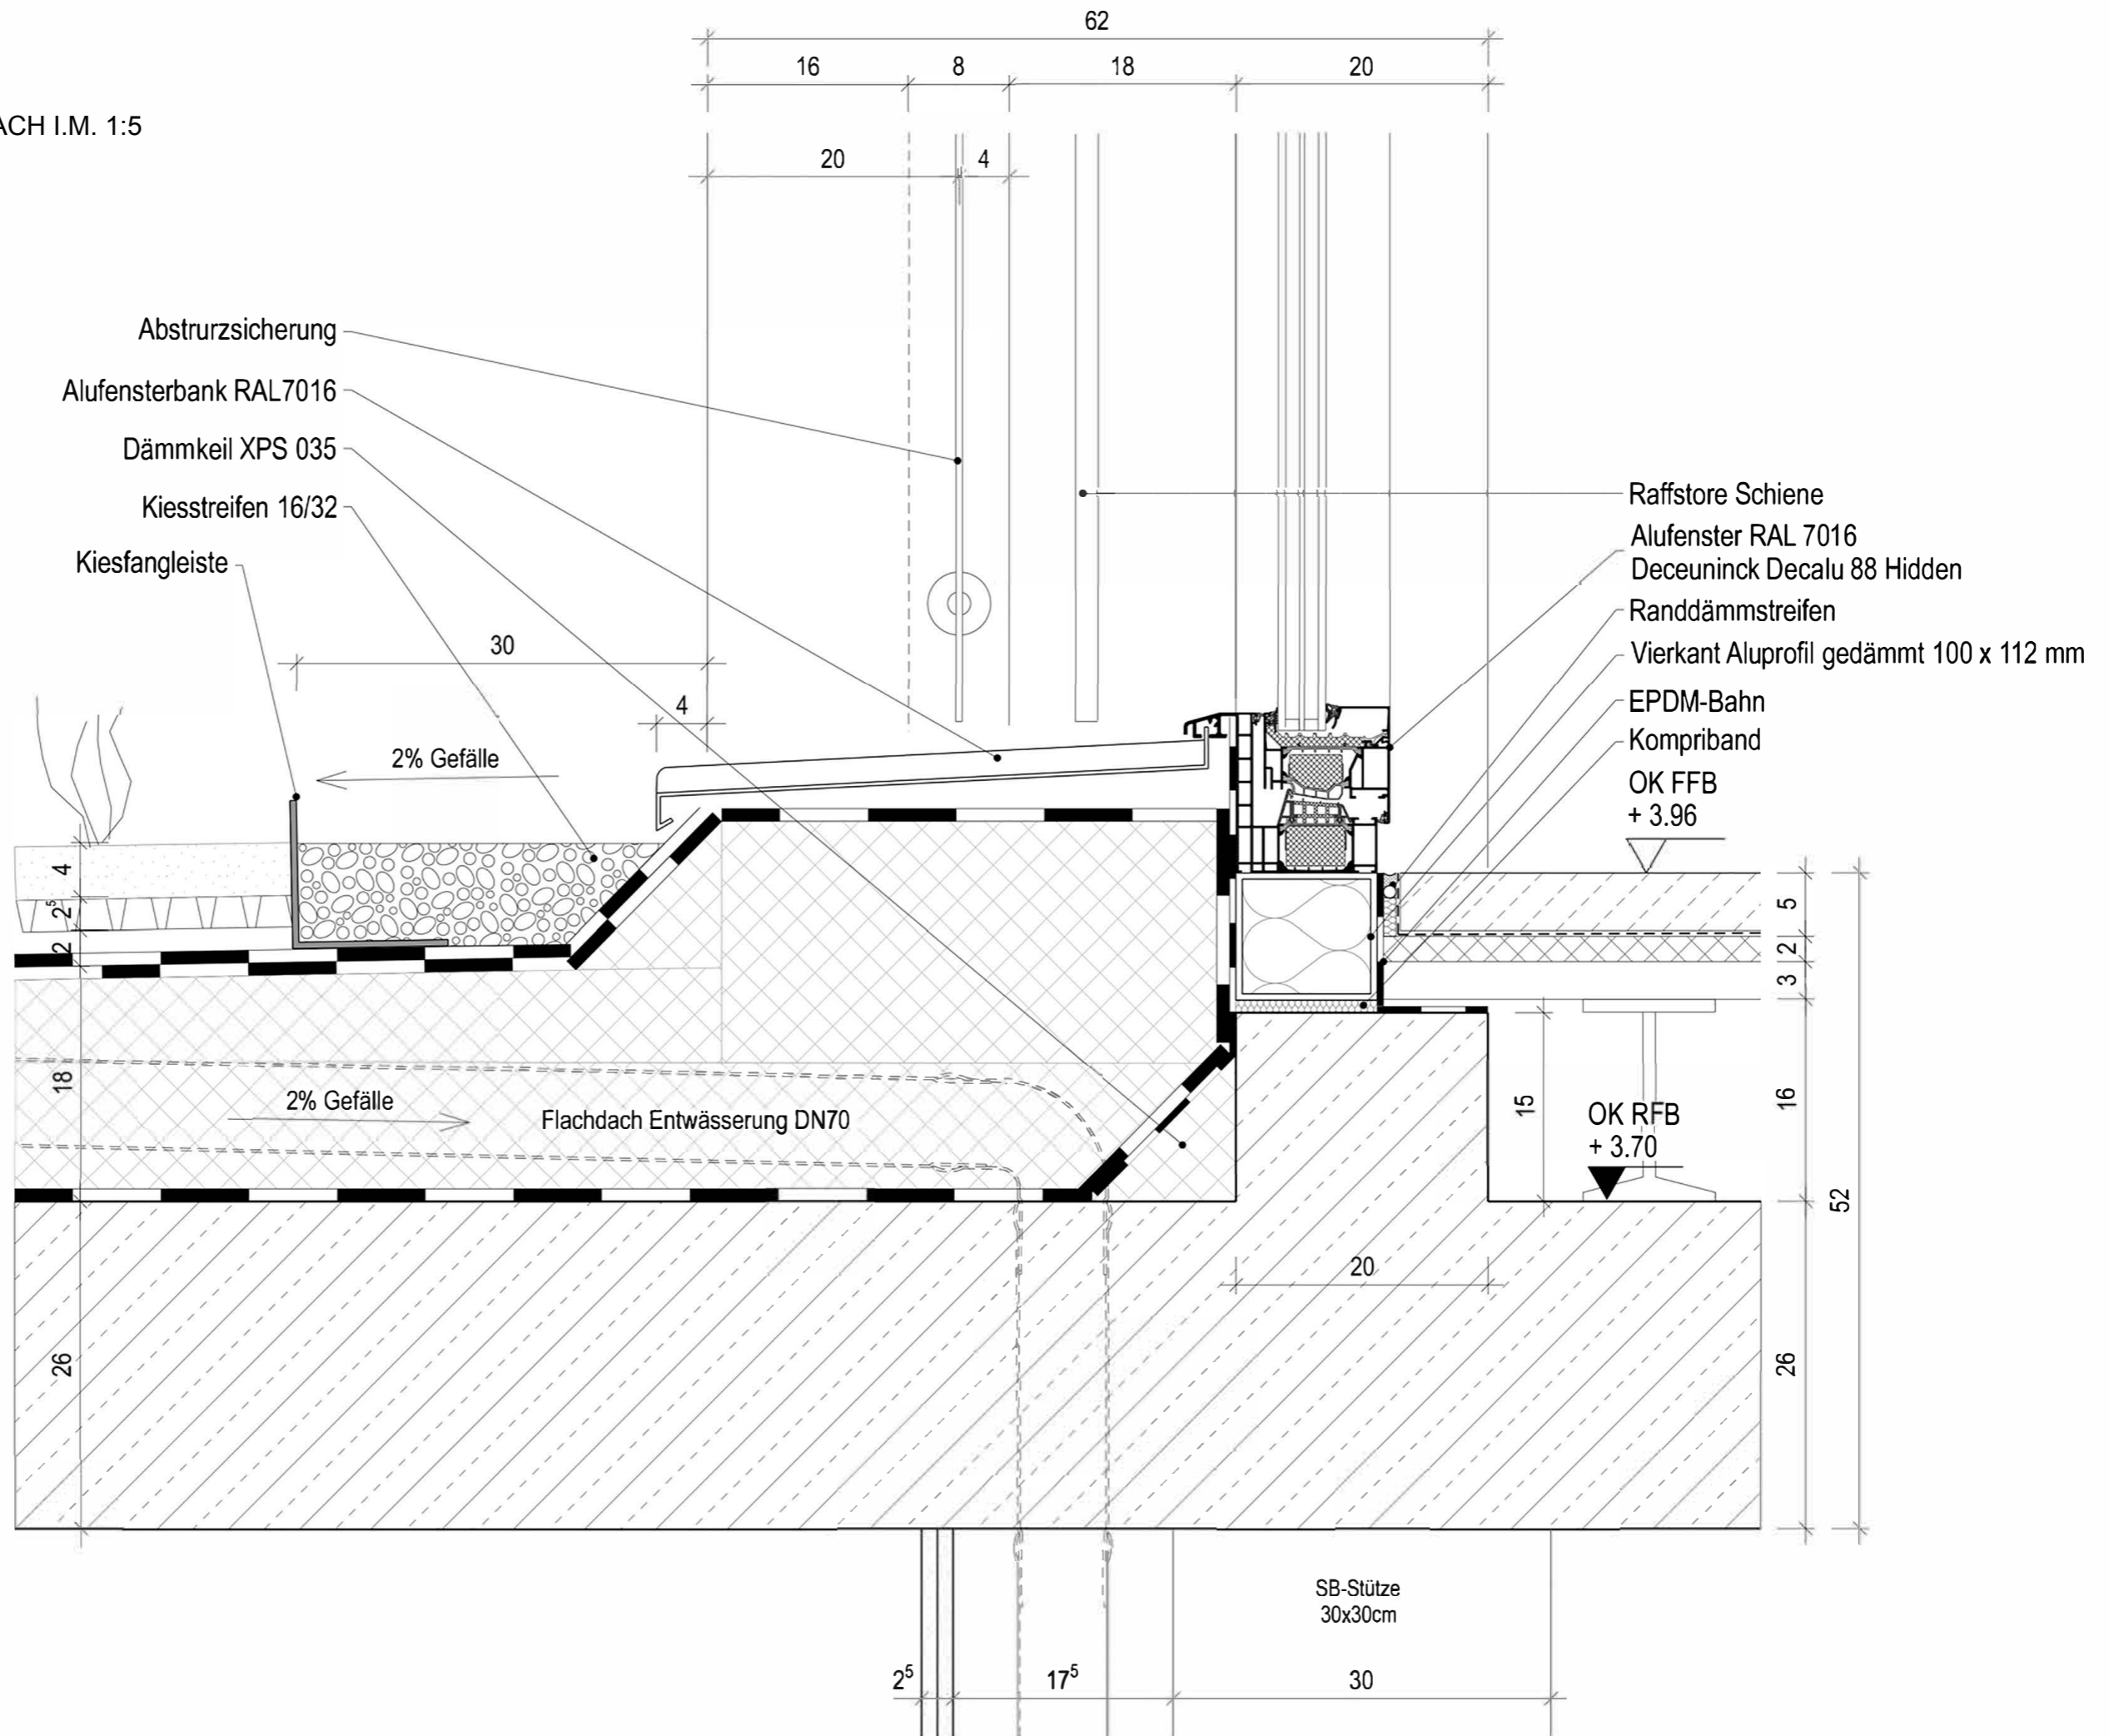 62
16
8
18
20
ACH I.M. 1:5
20
4
Abstrurzsicherung
Alufensterbank RAL7016
Dämmkeil XPS 035
Kiesstreifen 16/32
Kiesfangleiste
Raffstore Schiene
Alufenster RAL 7016
Deceuninck Decalu 88 Hidden
Randdämmstreifen
Vierkant Aluprofil gedämmt 100 x 112 mm
EPDM-Bahn
Kompriband
OK FFB
+ 3.96
30
4
2% Gefälle
4
2⁵
2
18
26
2% Gefälle
Flachdach Entwässerung DN70
5
2
3
16
26
52
15
OK RFB
+ 3.70
20
SB-Stütze
30x30cm
2⁵
17⁵
30